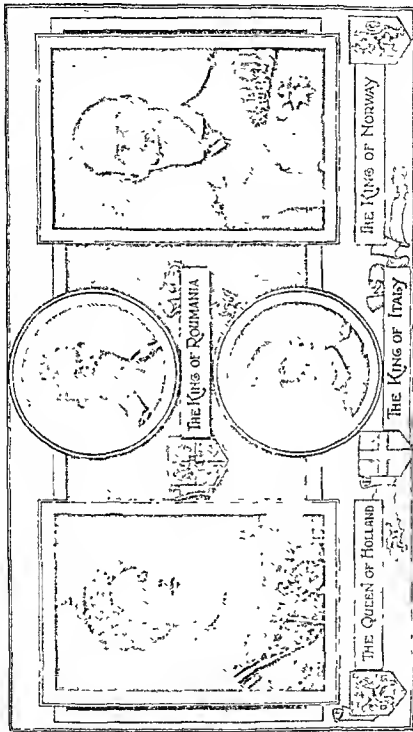 THE KING OF ROUMANIA
THE QUEEN OF HOLLAND
THE KING OF ITALY
THE KING OF NORWAY